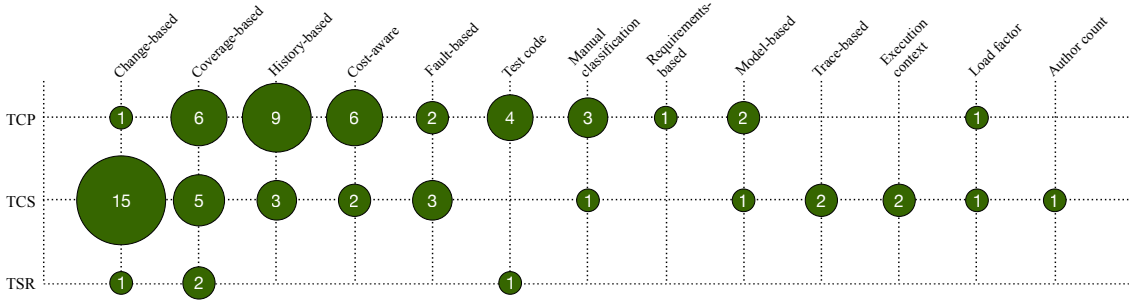 Change-based
Coverage-based
History-based
Cost-aware
Fault-based
Test code
Manual
classification
Requirements-
based
Model-based
Trace-based
Execution
context
Load factor
Author count
TCP 1 6 9 6 2 4 3 1 2 1
TCS 15 5 3 2 3 1 1 2 2 1 1
TSR 1 2 1